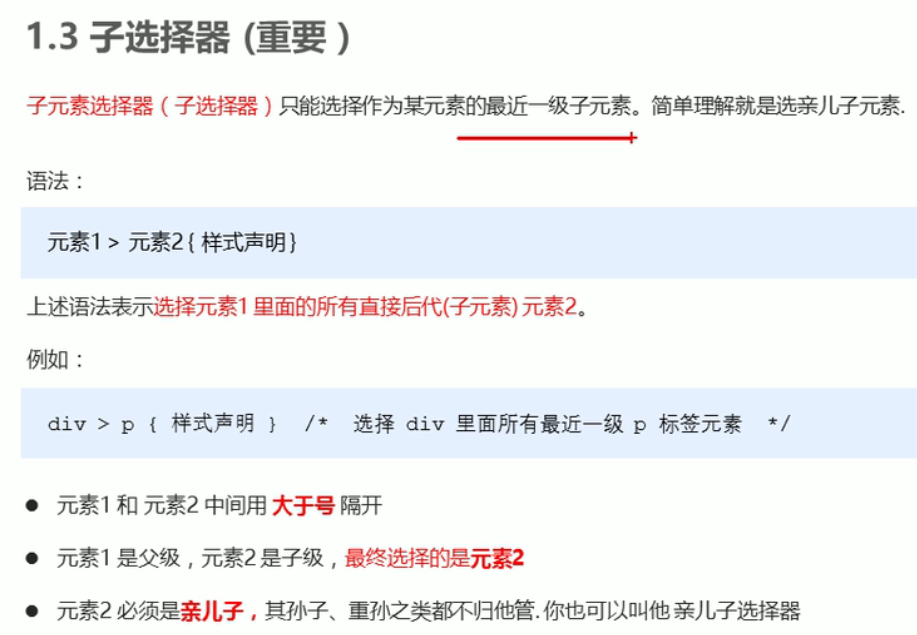 1.3 子选择器 (重要)
子元素选择器（子选择器）只能选择作为某元素的最近一级子元素。简单理解就是选亲儿子元素.
语法：
元素1 > 元素2 { 样式声明 }
上述语法表示选择元素1 里面的所有直接后代(子元素) 元素2。
例如：
div > p { 样式声明 } /* 选择 div 里面所有最近一级 p 标签元素 */
● 元素1 和 元素2 中间用 大于号 隔开
● 元素1 是父级，元素2 是子级，最终选择的是元素2
● 元素2 必须是亲儿子，其孙子、重孙之类都不归他管. 你也可以叫他 亲儿子选择器